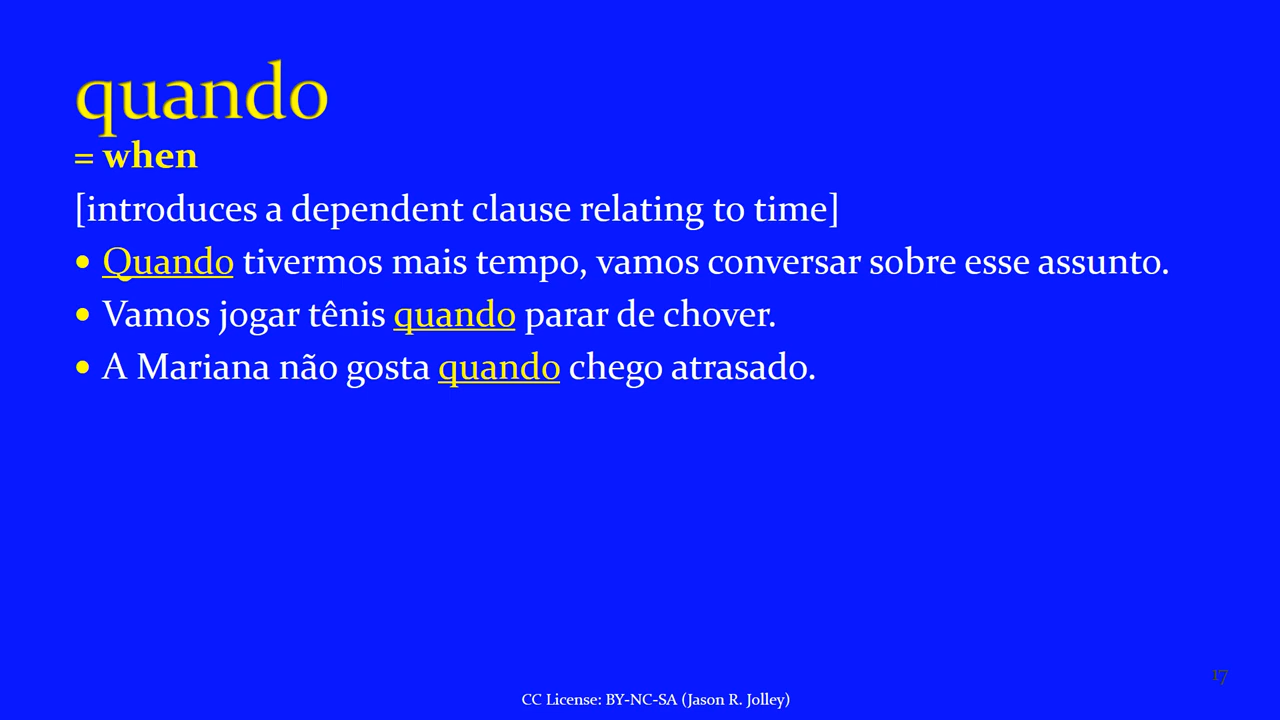 quando
= when
[introduces a dependent clause relating to time]
• Quando tivermos mais tempo, vamos conversar sobre esse assunto.
• Vamos jogar tênis quando parar de chover.
• A Mariana não gosta quando chego atrasado.
17
CC License: BY-NC-SA (Jason R. Jolley)